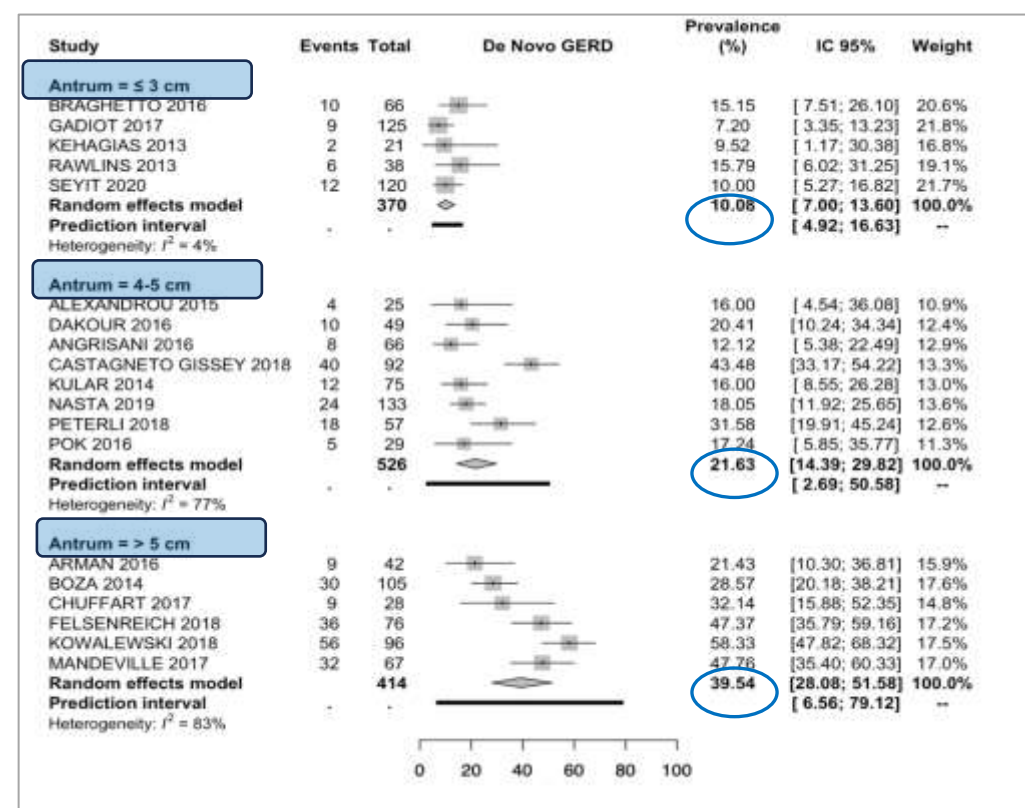 Study Events Total De Novo GERD Prevalence (%) IC 95% Weight
Antrum = ≤ 3 cm
BRAGHETTO 2016 10 66 15.15 [ 7.51; 26.10] 20.6%
GADIOT 2017 9 125 7.20 [ 3.35; 13.23] 21.8%
KEHAGIAS 2013 2 21 9.52 [ 1.17; 30.38] 16.8%
RAWLINS 2013 6 38 15.79 [ 6.02; 31.25] 19.1%
SEYIT 2020 12 120 10.00 [ 5.27; 16.82] 21.7%
Random effects model 370 10.08 [ 7.00; 13.60] 100.0%
Prediction interval . . [ 4.92; 16.63] --
Heterogeneity: I² = 4%
Antrum = 4-5 cm
ALEXANDROU 2015 4 25 16.00 [ 4.54; 36.08] 10.9%
DAKOUR 2016 10 49 20.41 [10.24; 34.34] 12.4%
ANGRISANI 2016 8 66 12.12 [ 5.38; 22.49] 12.9%
CASTAGNETO GISSEY 2018 40 92 43.48 [33.17; 54.22] 13.3%
KULAR 2014 12 75 16.00 [ 8.55; 26.28] 13.0%
NASTA 2019 24 133 18.05 [11.92; 25.65] 13.6%
PETERLI 2018 18 57 31.58 [19.91; 45.24] 12.6%
POK 2016 5 29 17.24 [ 5.85; 35.77] 11.3%
Random effects model 526 21.63 [14.39; 29.82] 100.0%
Prediction interval . . [ 2.69; 50.58] --
Heterogeneity: I² = 77%
Antrum = > 5 cm
ARMAN 2016 9 42 21.43 [10.30; 36.81] 15.9%
BOZA 2014 30 105 28.57 [20.18; 38.21] 17.6%
CHUFFART 2017 9 28 32.14 [15.88; 52.35] 14.8%
FELSENREICH 2018 36 76 47.37 [35.79; 59.16] 17.2%
KOWALEWSKI 2018 56 96 58.33 [47.82; 68.32] 17.5%
MANDEVILLE 2017 32 67 47.76 [35.40; 60.33] 17.0%
Random effects model 414 39.54 [28.08; 51.58] 100.0%
Prediction interval . . [ 6.56; 79.12] --
Heterogeneity: I² = 83%
0 20 40 60 80 100